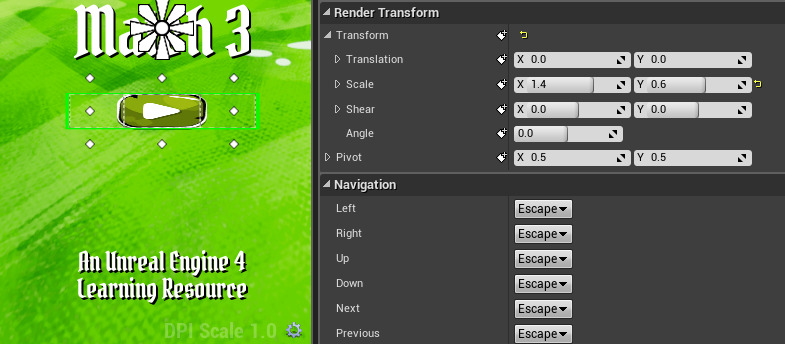 Match 3
An Unreal Engine 4
Learning Resource
DPI Scale 1.0
Render Transform
Transform
Translation X 0.0 Y 0.0
Scale X 1.4 Y 0.6
Shear X 0.0 Y 0.0
Angle 0.0
Pivot X 0.5 Y 0.5
Navigation
Left Escape
Right Escape
Up Escape
Down Escape
Next Escape
Previous Escape